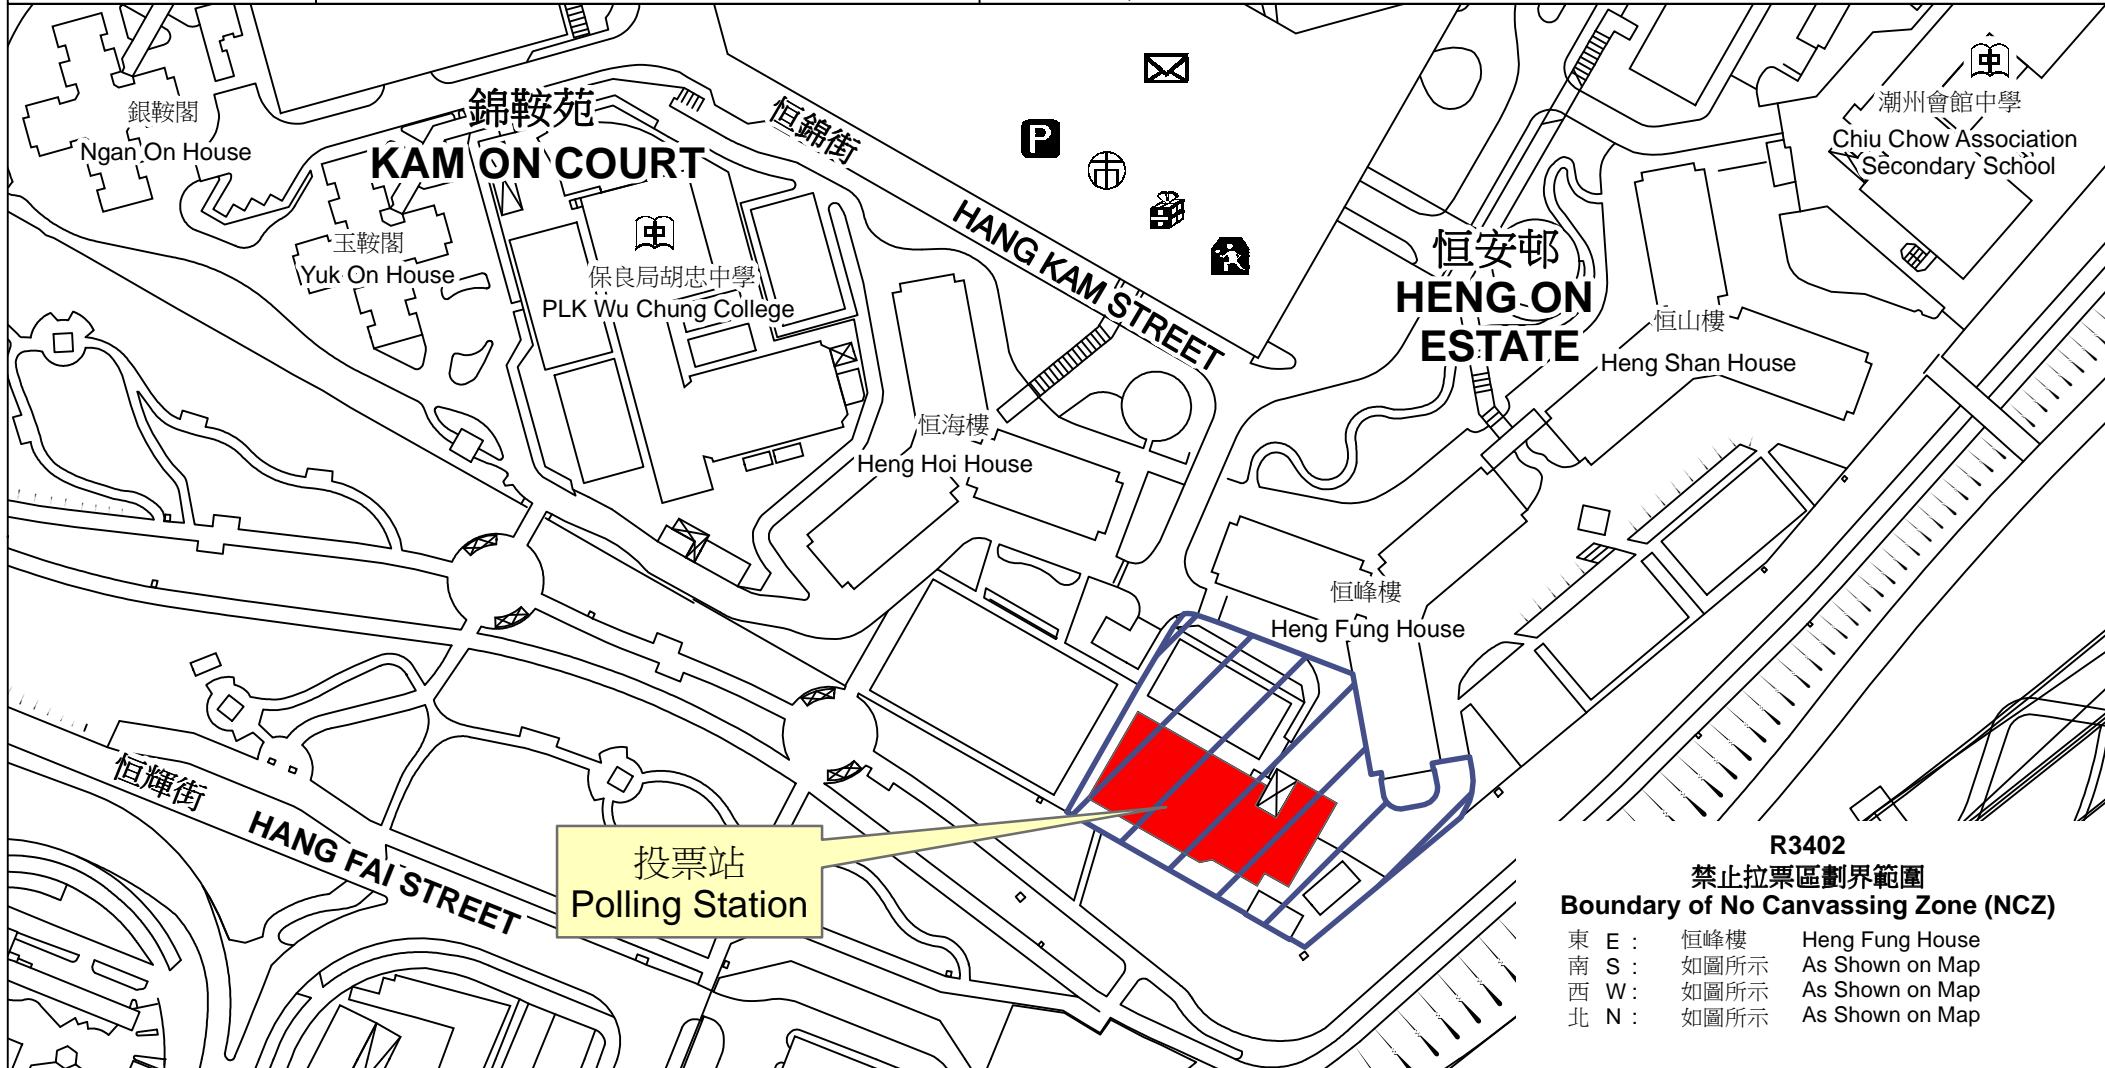 銀鞍閣
Ngan On House
錦鞍苑
KAM ON COURT
玉鞍閣
Yuk On House
中
保良局胡忠中學
PLK Wu Chung College
恒錦街
HANG KAM STREET
P
市
中
潮州會館中學
Chiu Chow Association
Secondary School
恒安邨
HENG ON
ESTATE
恒山樓
Heng Shan House
恒海樓
Heng Hoi House
恒峰樓
Heng Fung House
恒輝街
HANG FAI STREET
投票站
Polling Station
R3402
禁止拉票區劃界範圍
Boundary of No Canvassing Zone (NCZ)
東 E : 恒峰樓 Heng Fung House
南 S : 如圖所示 As Shown on Map
西 W : 如圖所示 As Shown on Map
北 N : 如圖所示 As Shown on Map